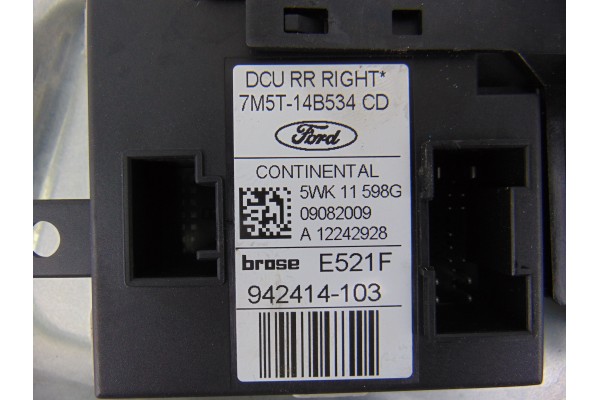 DCU RR RIGHT*
7M5T-14B534 CD
Ford
CONTINENTAL
5WK 11 598G
09082009
A 12242928
brose E521F
942414-103